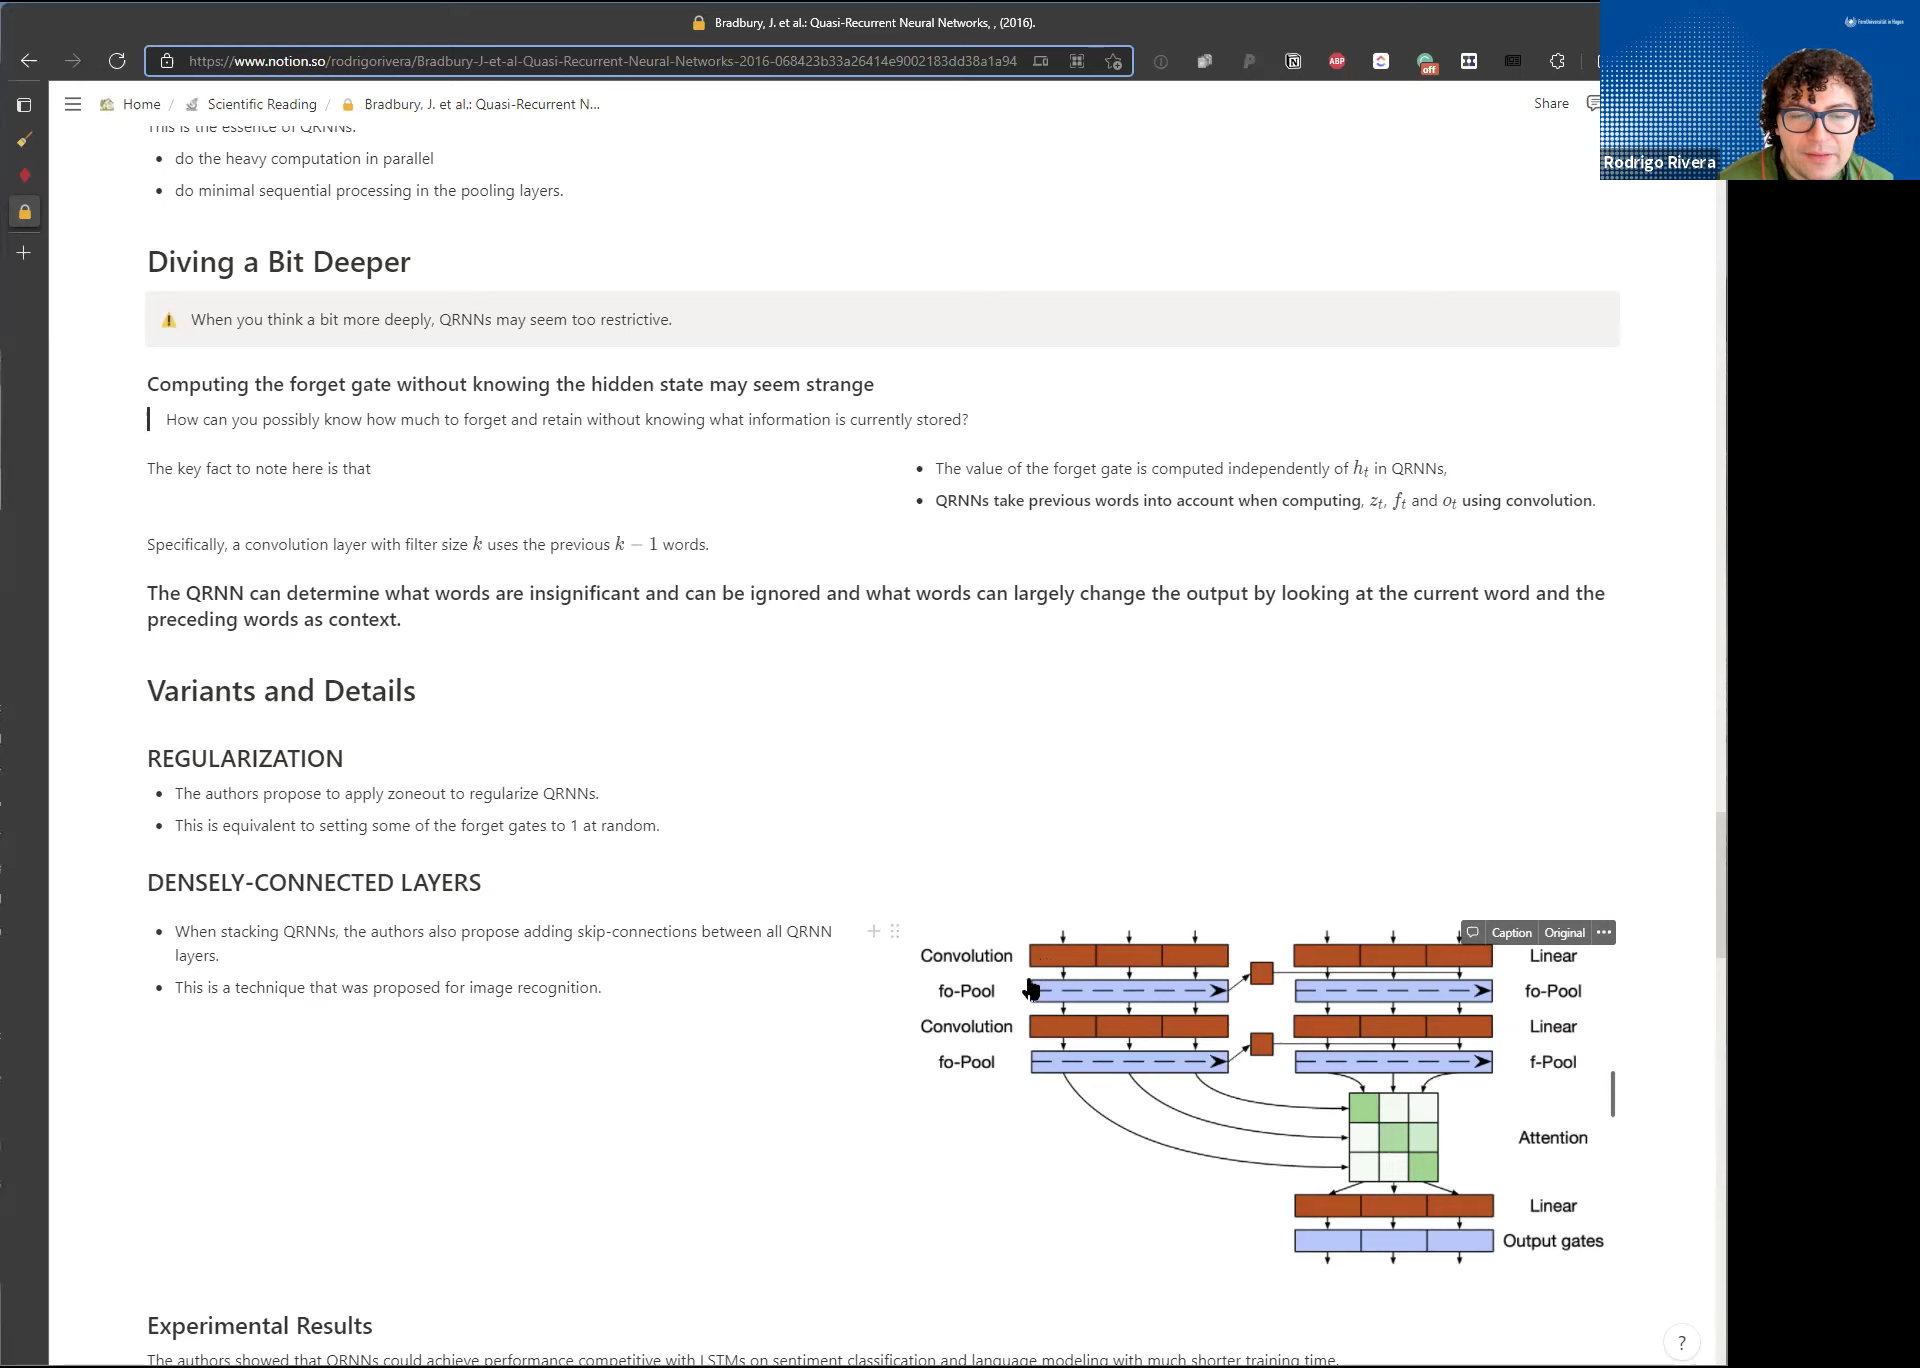 Bradbury, J. et al.: Quasi-Recurrent Neural Networks, , (2016).
https://www.notion.so/rodrigorivera/Bradbury-J-et-al-Quasi-Recurrent-Neural-Networks-2016-068423b33a26414e9002183dd38a1a94
ABP
off
Home / Scientific Reading / Bradbury, J. et al.: Quasi-Recurrent N...
Share
Rodrigo Rivera
This is the essence of QRNNs.
• do the heavy computation in parallel
• do minimal sequential processing in the pooling layers.
Diving a Bit Deeper
When you think a bit more deeply, QRNNs may seem too restrictive.
Computing the forget gate without knowing the hidden state may seem strange
How can you possibly know how much to forget and retain without knowing what information is currently stored?
The key fact to note here is that
• The value of the forget gate is computed independently of h_t in QRNNs,
• QRNNs take previous words into account when computing, z_t, f_t and o_t using convolution.
Specifically, a convolution layer with filter size k uses the previous k − 1 words.
The QRNN can determine what words are insignificant and can be ignored and what words can largely change the output by looking at the current word and the
preceding words as context.
Variants and Details
REGULARIZATION
• The authors propose to apply zoneout to regularize QRNNs.
• This is equivalent to setting some of the forget gates to 1 at random.
DENSELY-CONNECTED LAYERS
• When stacking QRNNs, the authors also propose adding skip-connections between all QRNN
layers.
• This is a technique that was proposed for image recognition.
Caption Original •••
Convolution
Linear
fo-Pool
fo-Pool
Convolution
Linear
fo-Pool
f-Pool
Attention
Linear
Output gates
Experimental Results
The authors showed that QRNNs could achieve performance competitive with LSTMs on sentiment classification and language modeling with much shorter training time.
?